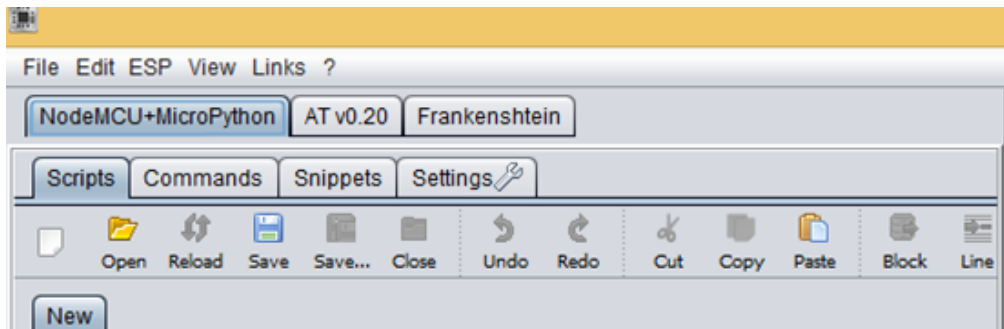 File Edit ESP View Links ?
NodeMCU+MicroPython AT v0.20 Frankenshtein
Scripts Commands Snippets Settings
Open Reload Save Save... Close Undo Redo Cut Copy Paste Block Line
New